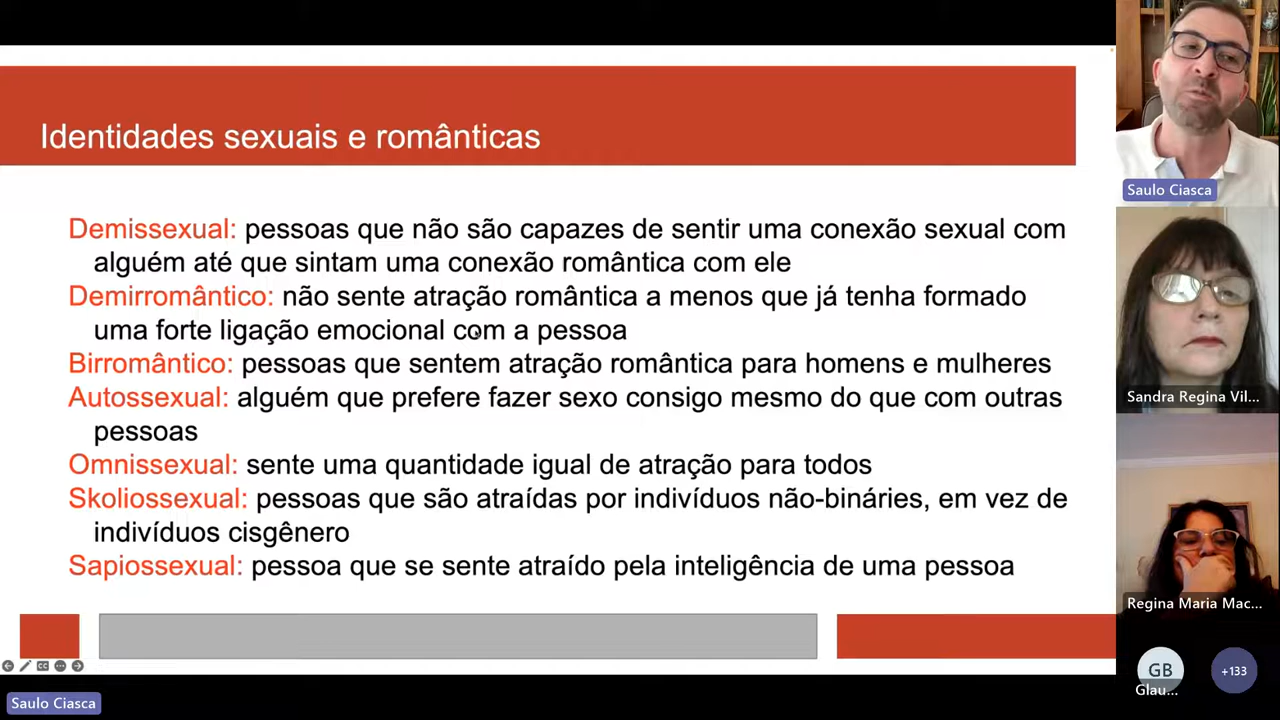 Identidades sexuais e românticas
Demissexual: pessoas que não são capazes de sentir uma conexão sexual com
alguém até que sintam uma conexão romântica com ele
Demirromântico: não sente atração romântica a menos que já tenha formado
uma forte ligação emocional com a pessoa
Birromântico: pessoas que sentem atração romântica para homens e mulheres
Autossexual: alguém que prefere fazer sexo consigo mesmo do que com outras
pessoas
Omnissexual: sente uma quantidade igual de atração para todos
Skoliossexual: pessoas que são atraídas por indivíduos não-bináries, em vez de
indivíduos cisgênero
Sapiossexual: pessoa que se sente atraído pela inteligência de uma pessoa
CC
Saulo Ciasca
Saulo Ciasca
Sandra Regina Vil...
Regina Maria Mac...
GB
Glau...
+133